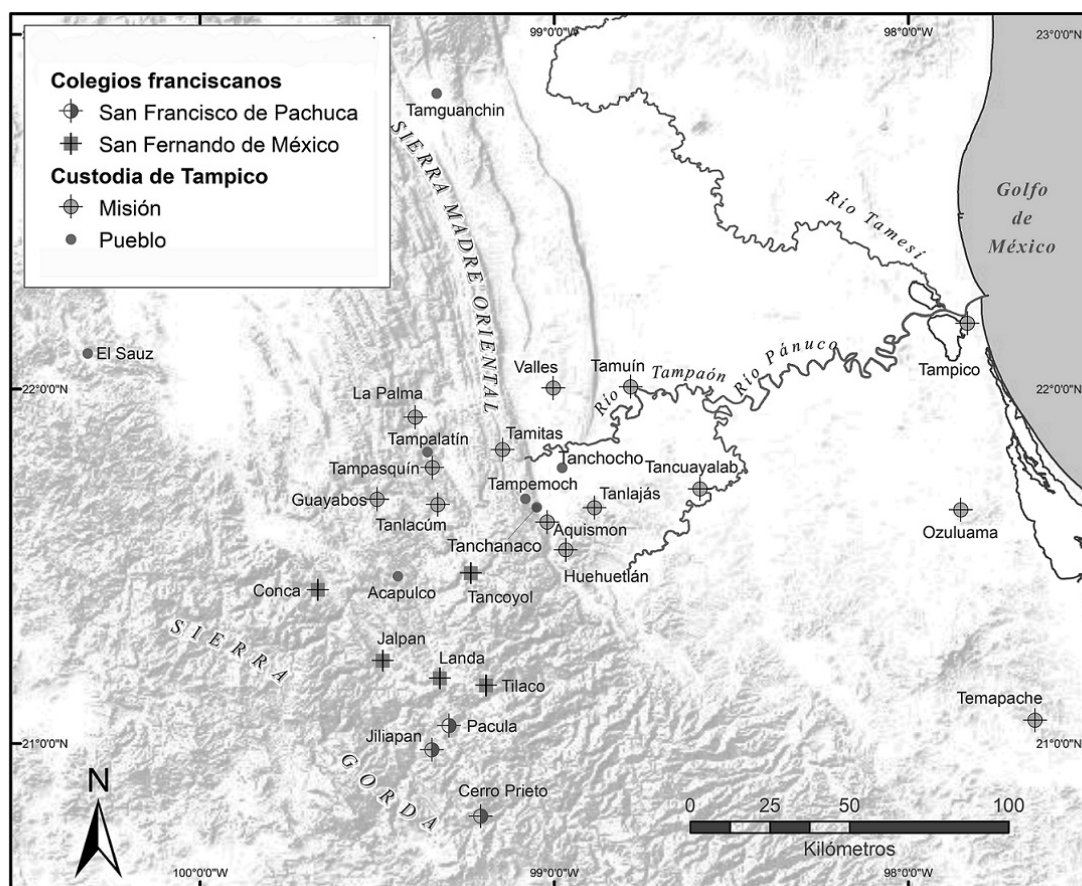 99°0'0"W
98°0'0"W
23°0'0"N
Colegios franciscanos
San Francisco de Pachuca
San Fernando de México
Custodia de Tampico
Misión
Pueblo
Tamguanchin
SIERRA MADRE ORIENTAL
Río Tamesí
Golfo
de
México
El Sauz
22°0'0"N
Valles
Tamuín
Río Tampaón
Río Pánuco
Tampico
22°0'0"N
La Palma
Tampalatín
Tamitas
Tampasquín
Tanchocho
Tancuayalab
Guayabos
Tampemoch
Tanlajás
Tanlacúm
Aquismon
Ozuluama
Tanchanaco
Huehuetlán
Conca
Acapulco
Tancoyol
SIERRA
GORDA
Jalpan
Landa
Tilaco
Temapache
Pacula
21°0'0"N
Jiliapan
21°0'0"N
Cerro Prieto
N
0 25 50 100
Kilómetros
100°0'0"W
99°0'0"W
98°0'0"W